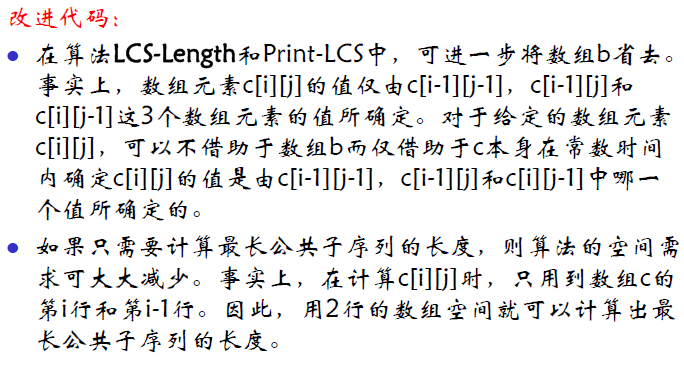 改进代码：
● 在算法LCS-Length和Print-LCS中，可进一步将数组b省去。
事实上，数组元素c[i][j]的值仅由c[i-1][j-1]，c[i-1][j]和
c[i][j-1]这3个数组元素的值所确定。对于给定的数组元素
c[i][j]，可以不借助于数组b而仅借助于c本身在常数时间
内确定c[i][j]的值是由c[i-1][j-1]，c[i-1][j]和c[i][j-1]中哪一
个值所确定的。
● 如果只需要计算最长公共子序列的长度，则算法的空间需
求可大大减少。事实上，在计算c[i][j]时，只用到数组c的
第i行和第i-1行。因此，用2行的数组空间就可以计算出最
长公共子序列的长度。